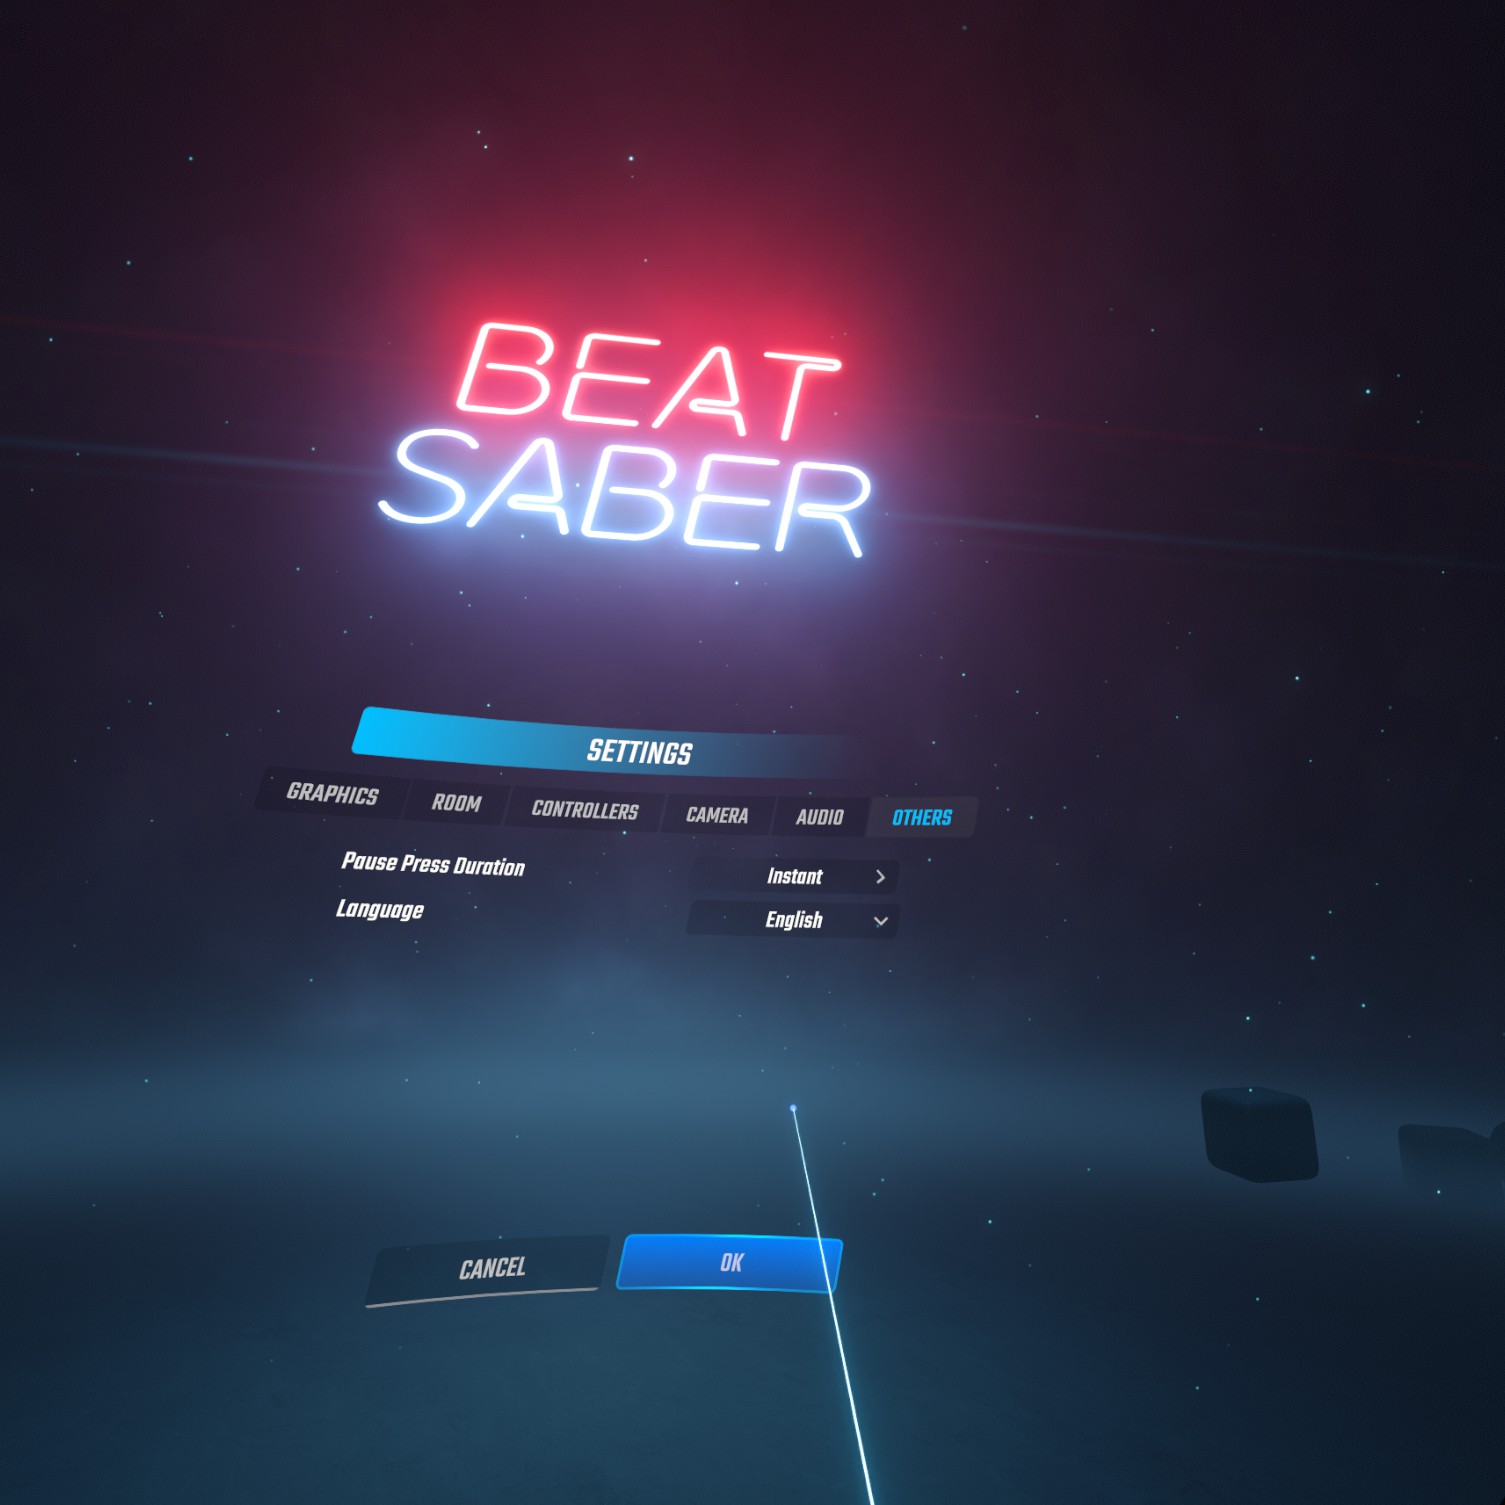 BEAT
SABER
SETTINGS
GRAPHICS ROOM CONTROLLERS CAMERA AUDIO OTHERS
Pause Press Duration Instant
Language English
CANCEL OK